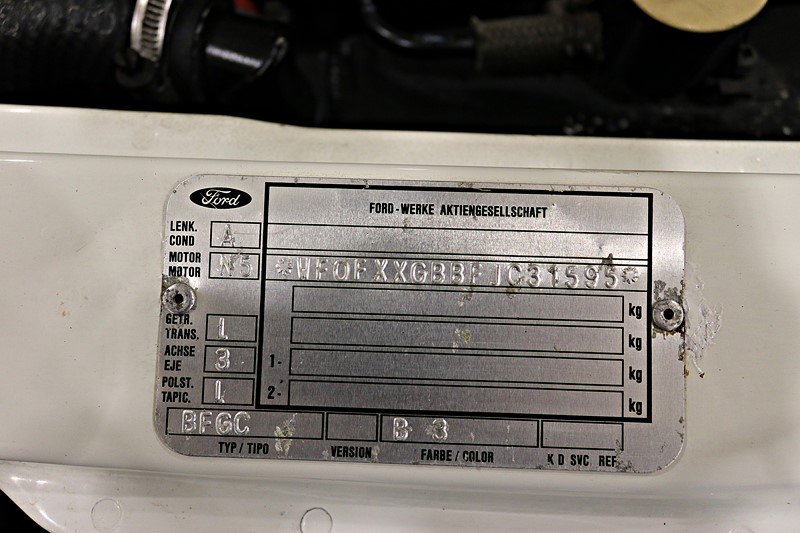 Ford
FORD-WERKE AKTIENGESELLSCHAFT
LENK.
COND A
MOTOR
MOTOR N5
*WF0FXXGBBFJC31595*
kg
kg
GETR.
TRANS. L
1- kg
ACHSE
EJE 3
2- kg
POLST.
TAPIC. L
BFGC B 3
TYP / TIPO VERSION FARBE / COLOR K D SVC. REF.